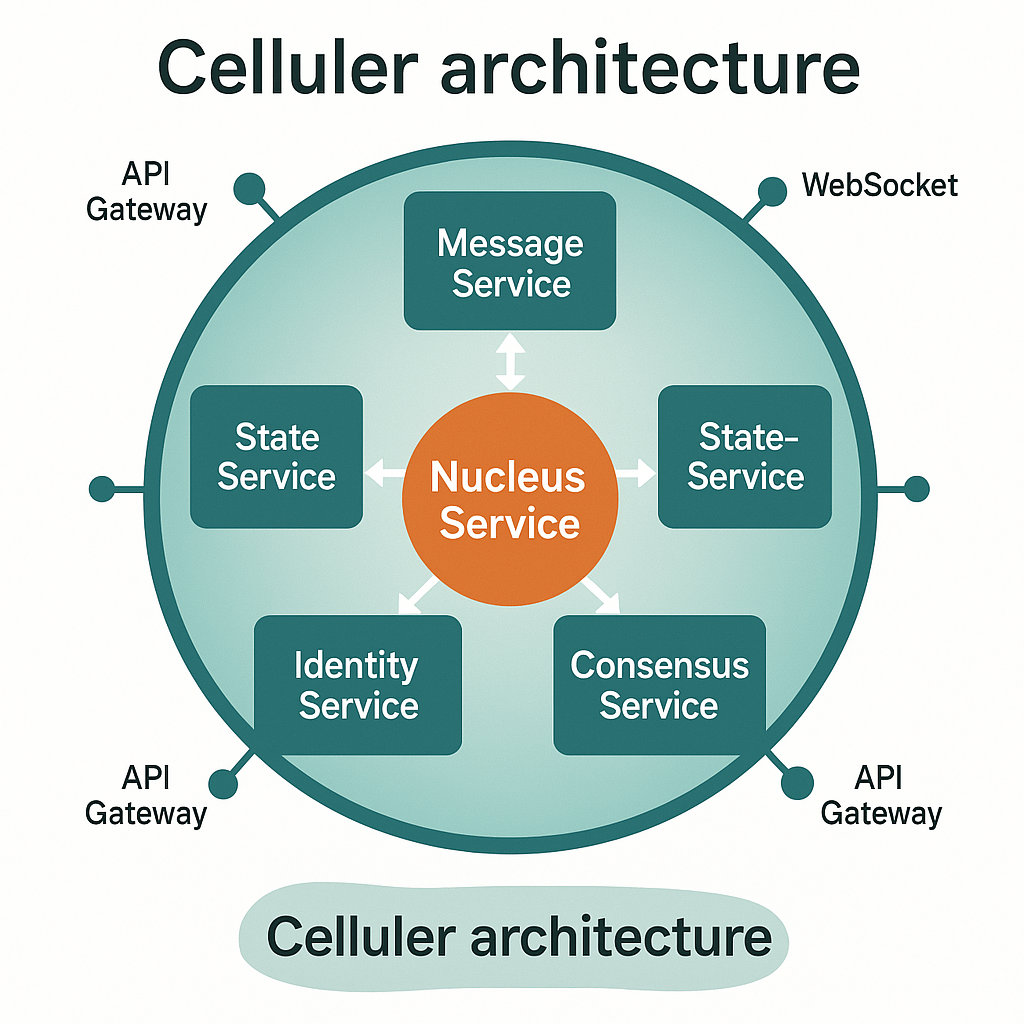 Celluler architecture
API
Gateway
WebSocket
Message
Service
State
Service
Nucleus
Service
State-
Service
Identity
Service
Consensus
Service
API
Gateway
API
Gateway
Celluler architecture